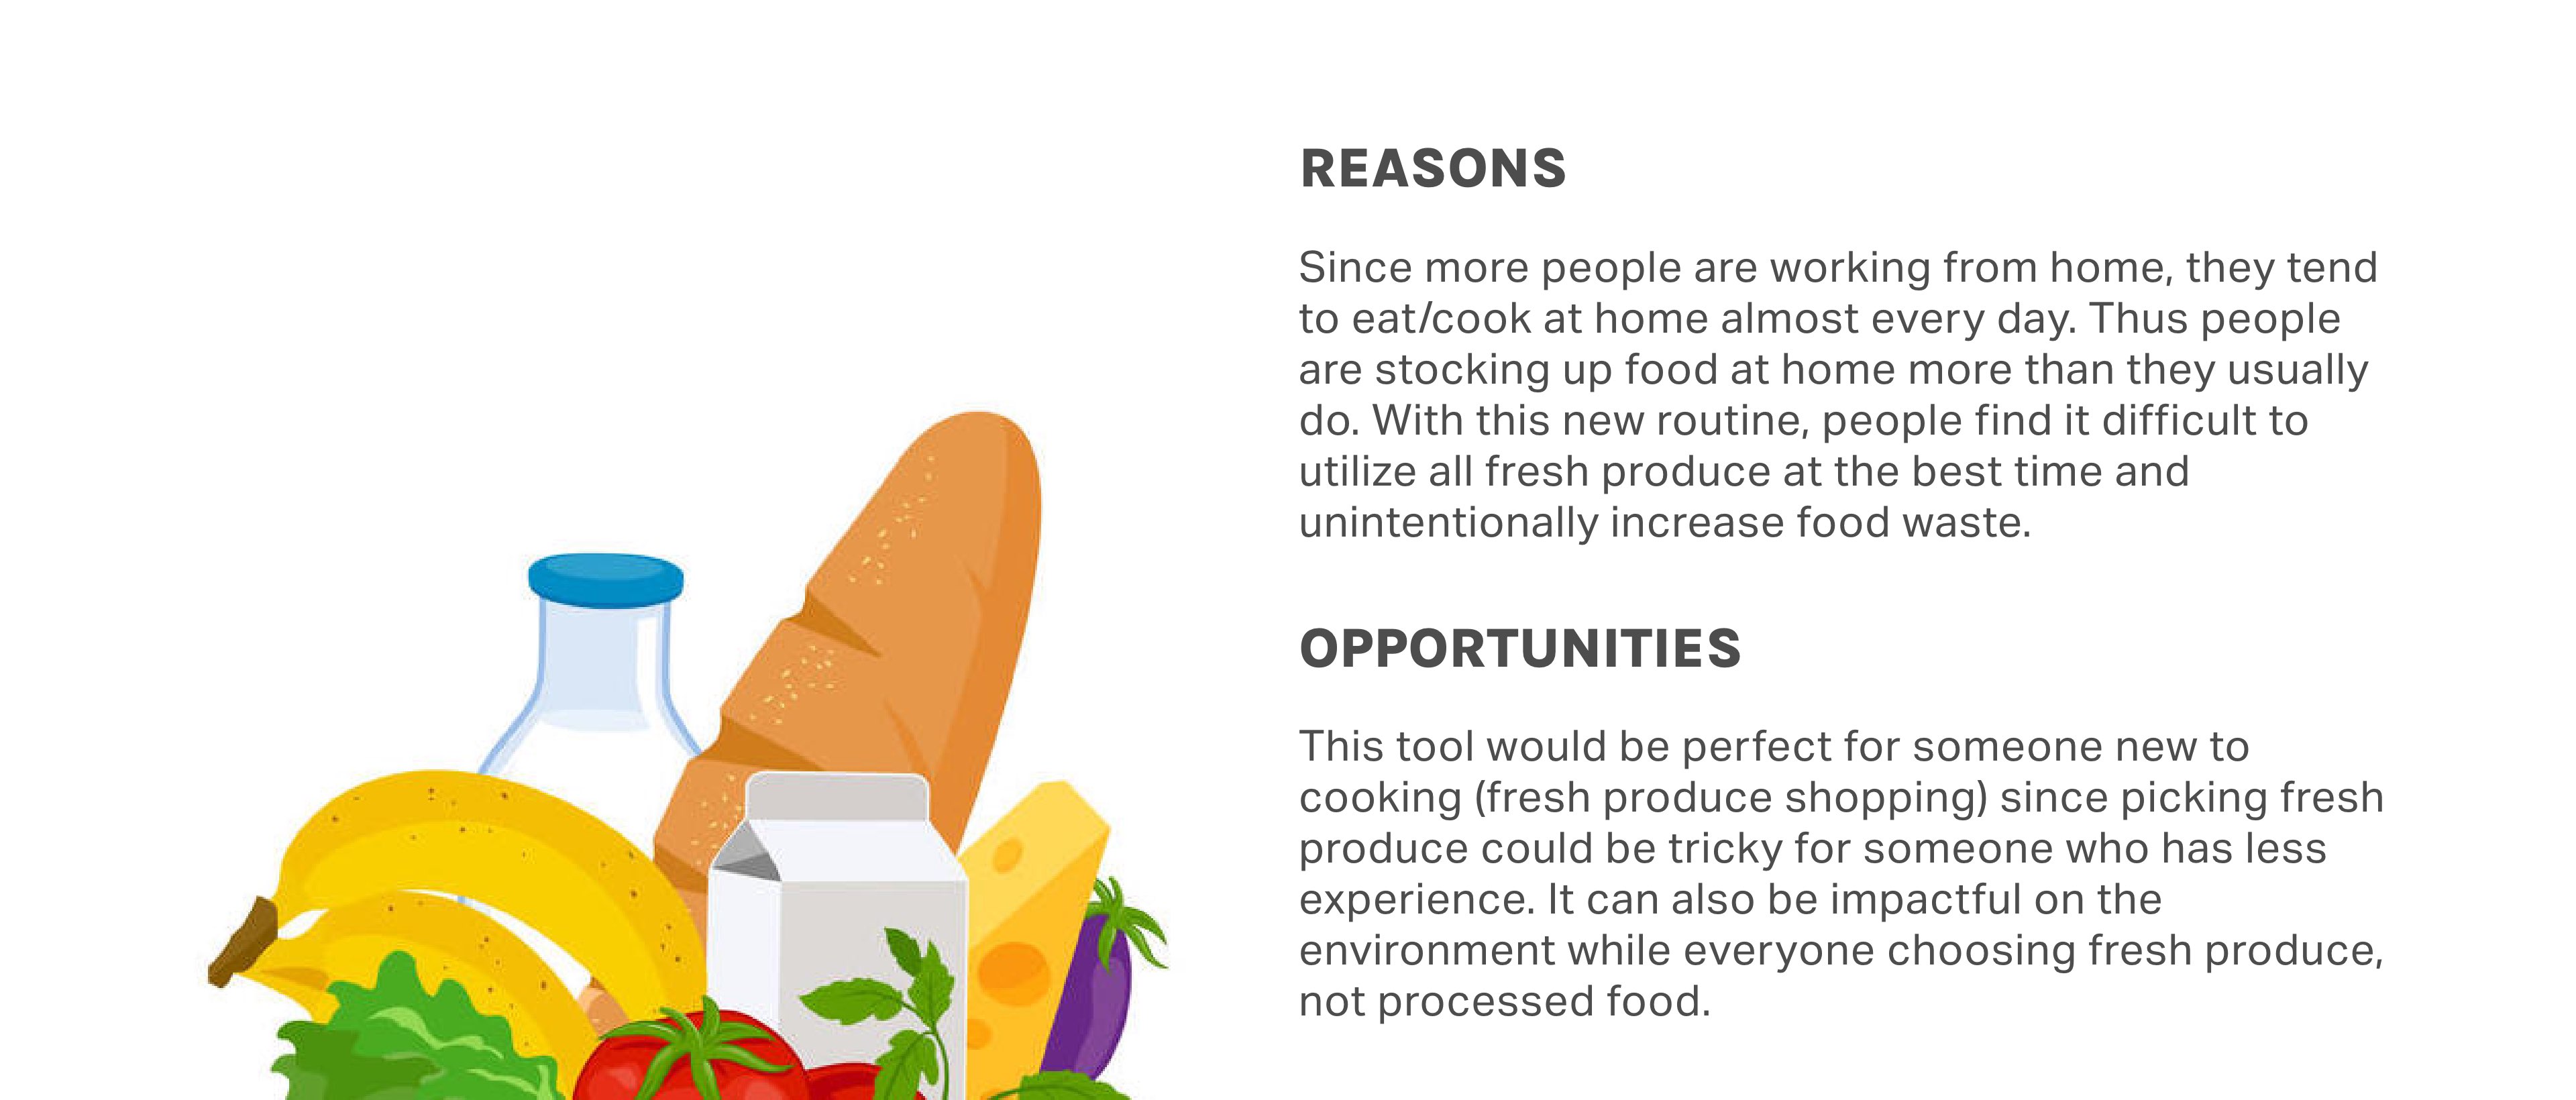 REASONS
Since more people are working from home, they tend
to eat/cook at home almost every day. Thus people
are stocking up food at home more than they usually
do. With this new routine, people find it difficult to
utilize all fresh produce at the best time and
unintentionally increase food waste.
OPPORTUNITIES
This tool would be perfect for someone new to
cooking (fresh produce shopping) since picking fresh
produce could be tricky for someone who has less
experience. It can also be impactful on the
environment while everyone choosing fresh produce,
not processed food.